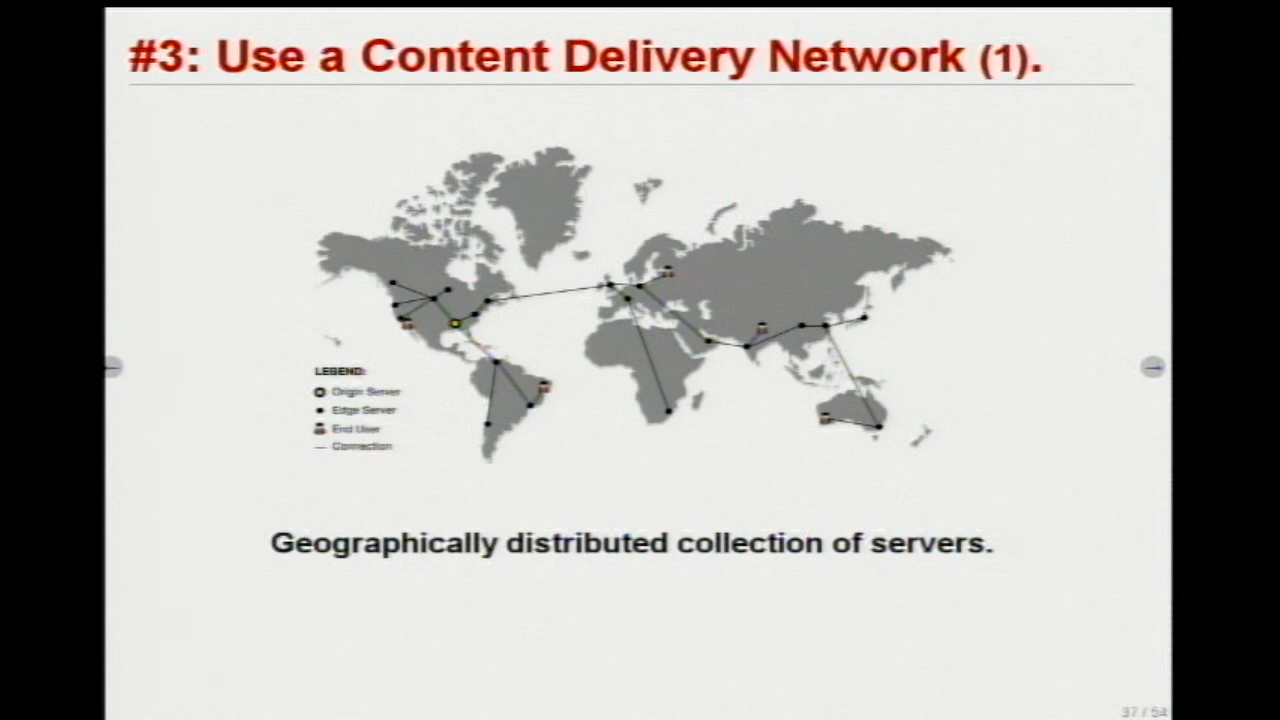 #3: Use a Content Delivery Network (1).
LEGEND:
Origin Server
Edge Server
End User
Connection
Geographically distributed collection of servers.
37 / 54